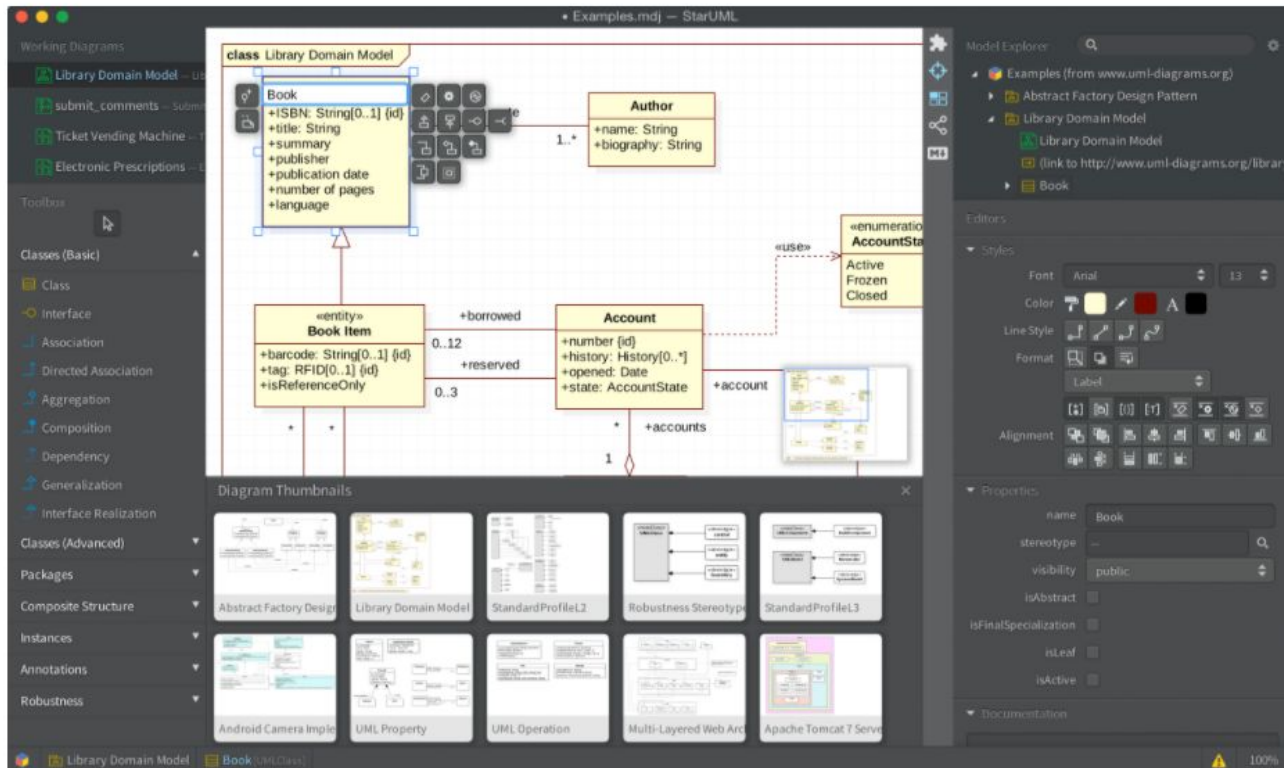 • Examples.mdj — StarUML
Working Diagrams
Library Domain Model
submit_comments
Ticket Vending Machine
Electronic Prescriptions
Toolbox
Classes (Basic)
Class
Interface
Association
Directed Association
Aggregation
Composition
Dependency
Generalization
Interface Realization
Classes (Advanced)
Packages
Composite Structure
Instances
Annotations
Robustness
class Library Domain Model
Book
+ISBN: String[0..1] {id}
+title: String
+summary
+publisher
+publication date
+number of pages
+language
1..*
Author
+name: String
+biography: String
«use»
«enumeratio
AccountSta
Active
Frozen
Closed
«entity»
Book Item
+barcode: String[0..1] {id}
+tag: RFID[0..1] {id}
+isReferenceOnly
+borrowed
0..12
+reserved
0..3
Account
+number {id}
+history: History[0..*]
+opened: Date
+state: AccountState
+account
* *
*
+accounts
1
Diagram Thumbnails
Abstract Factory Design
Library Domain Model
StandardProfileL2
Robustness Stereotype
StandardProfileL3
Android Camera Imple
UML Property
UML Operation
Multi-Layered Web Arc
Apache Tomcat 7 Serve
Model Explorer
Examples (from www.uml-diagrams.org)
Abstract Factory Design Pattern
Library Domain Model
Library Domain Model
(link to http://www.uml-diagrams.org/librar
Book
Editors
Styles
Font Arial 13
Color A
Line Style
Format
Label
Alignment
Properties
name Book
stereotype —
visibility public
isAbstract
isFinalSpecialization
isLeaf
isActive
Documentation
Library Domain Model Book (UMLClass) 100%